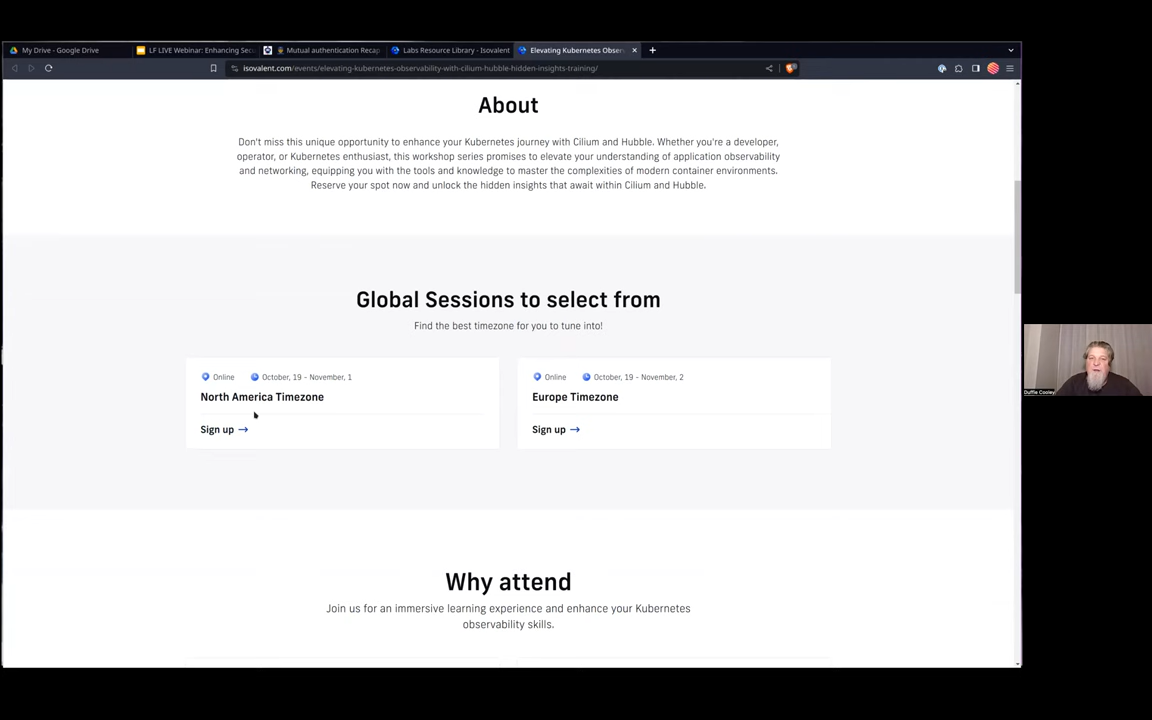 My Drive - Google Drive
LF LIVE Webinar: Enhancing Sec
Mutual authentication Recap
Labs Resource Library - Isovalent
Elevating Kubernetes Obser
isovalent.com/events/elevating-kubernetes-observability-with-cilium-hubble-hidden-insights-training/
About
Don't miss this unique opportunity to enhance your Kubernetes journey with Cilium and Hubble. Whether you're a developer,
operator, or Kubernetes enthusiast, this workshop series promises to elevate your understanding of application observability
and networking, equipping you with the tools and knowledge to master the complexities of modern container environments.
Reserve your spot now and unlock the hidden insights that await within Cilium and Hubble.
Global Sessions to select from
Find the best timezone for you to tune into!
Online October, 19 - November, 1
North America Timezone
Sign up →
Online October, 19 - November, 2
Europe Timezone
Sign up →
Duffie Cooley
Why attend
Join us for an immersive learning experience and enhance your Kubernetes
observability skills.